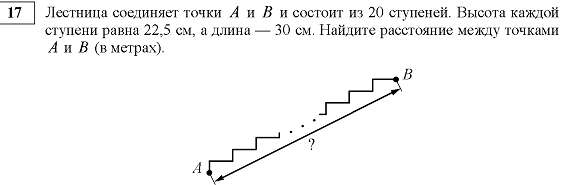 17 Лестница соединяет точки A и B и состоит из 20 ступеней. Высота каждой
ступени равна 22,5 см, а длина — 30 см. Найдите расстояние между точками
A и B (в метрах).
B
?
A